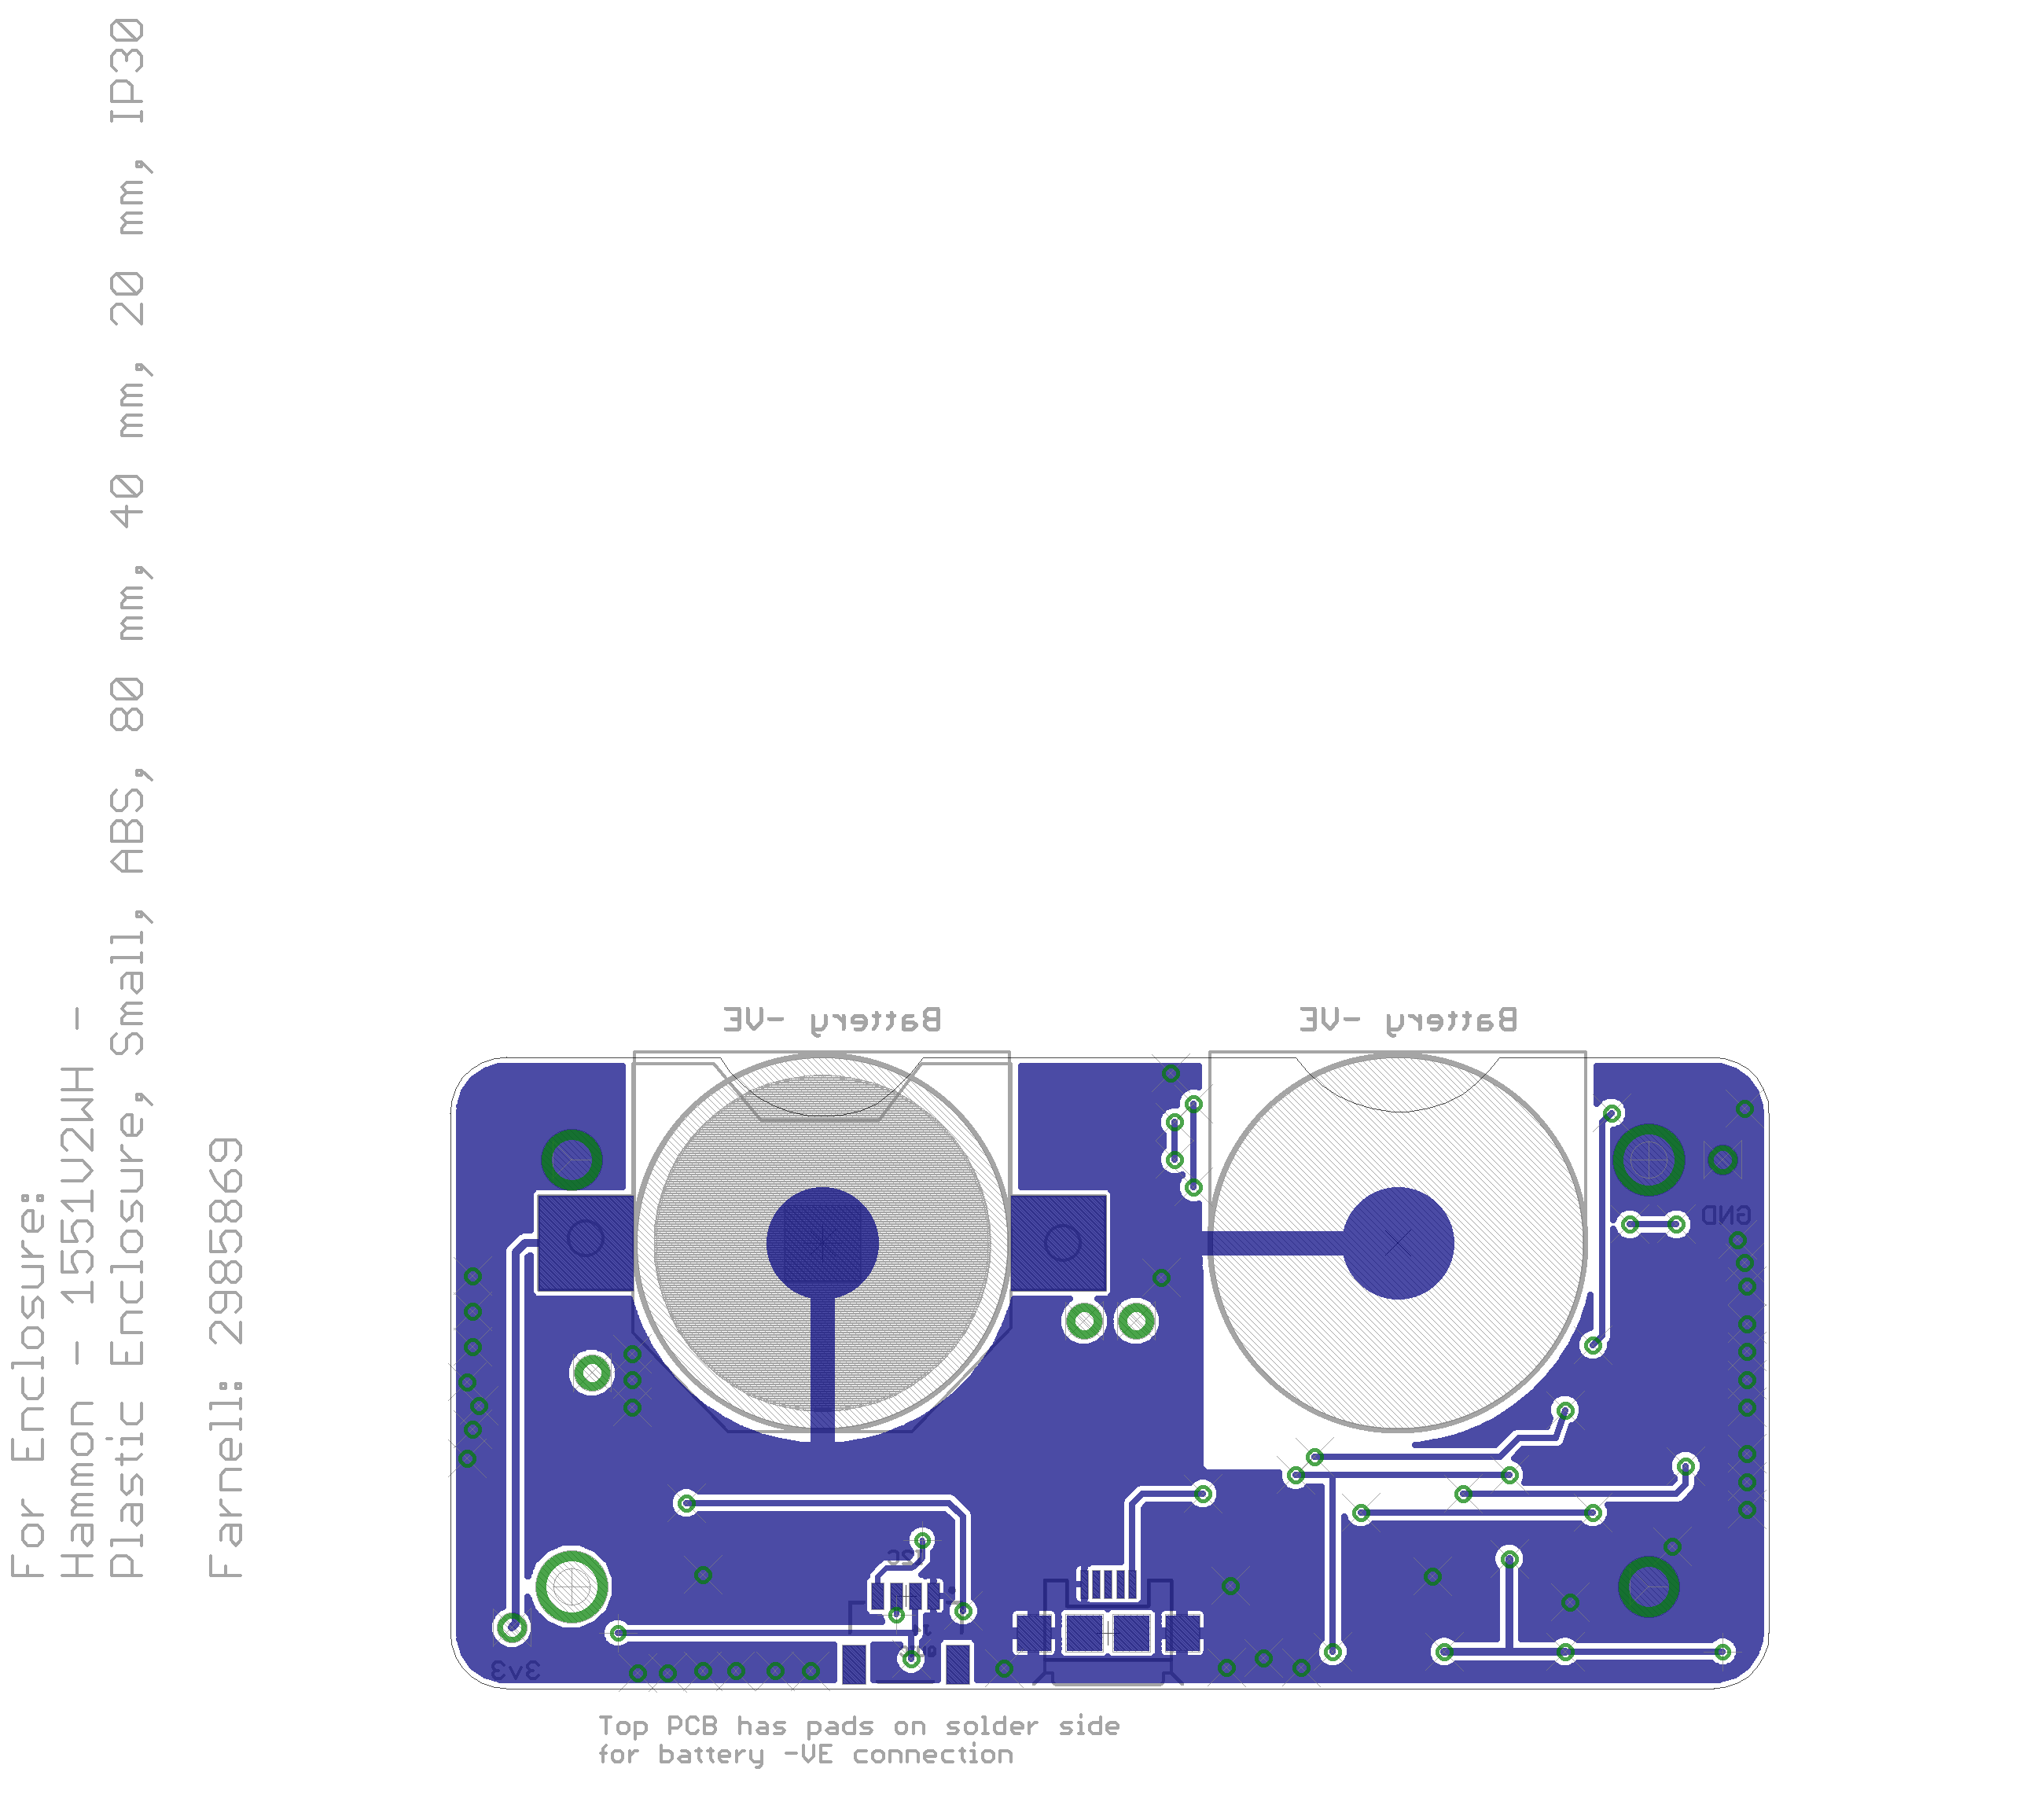 For Enclosure:
Hammon - 1551V2WH -
Plastic Enclosure, Small, ABS, 80 mm, 40 mm, 20 mm, IP30
Farnell: 2985869
Battery -VE
Battery -VE
GND
I2C
3v3
Top PCB has pads on solder side
for battery -VE connection